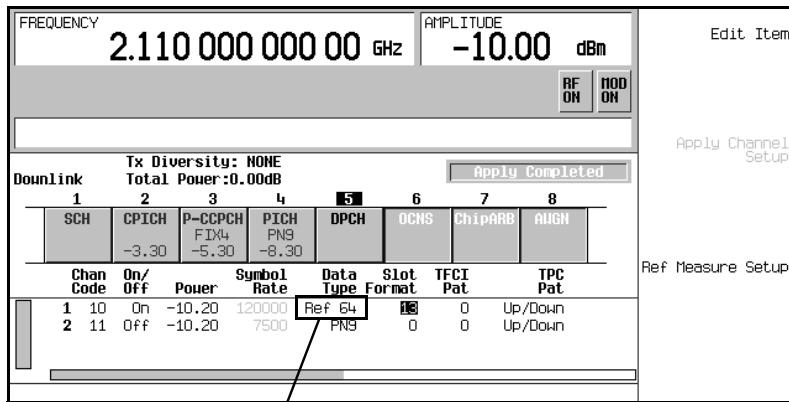 FREQUENCY
2.110 000 000 00 GHz
AMPLITUDE
-10.00 dBm
RF ON
MOD ON
Edit Item
Apply Channel Setup
Ref Measure Setup
Downlink
Tx Diversity: NONE
Total Power:0.00dB
Apply Completed
1 2 3 4 5 6 7 8
SCH CPICH P-CCPCH PICH DPCH OCNS ChipARB AWGN
FIX4 PN9
-3.30 -5.30 -8.30
Chan On/ Symbol Data Slot TFCI TPC
Code Off Power Rate Type Format Pat Pat
1 10 On -10.20 120000 Ref 64 13 0 Up/Down
2 11 Off -10.20 7500 PN9 0 0 Up/Down